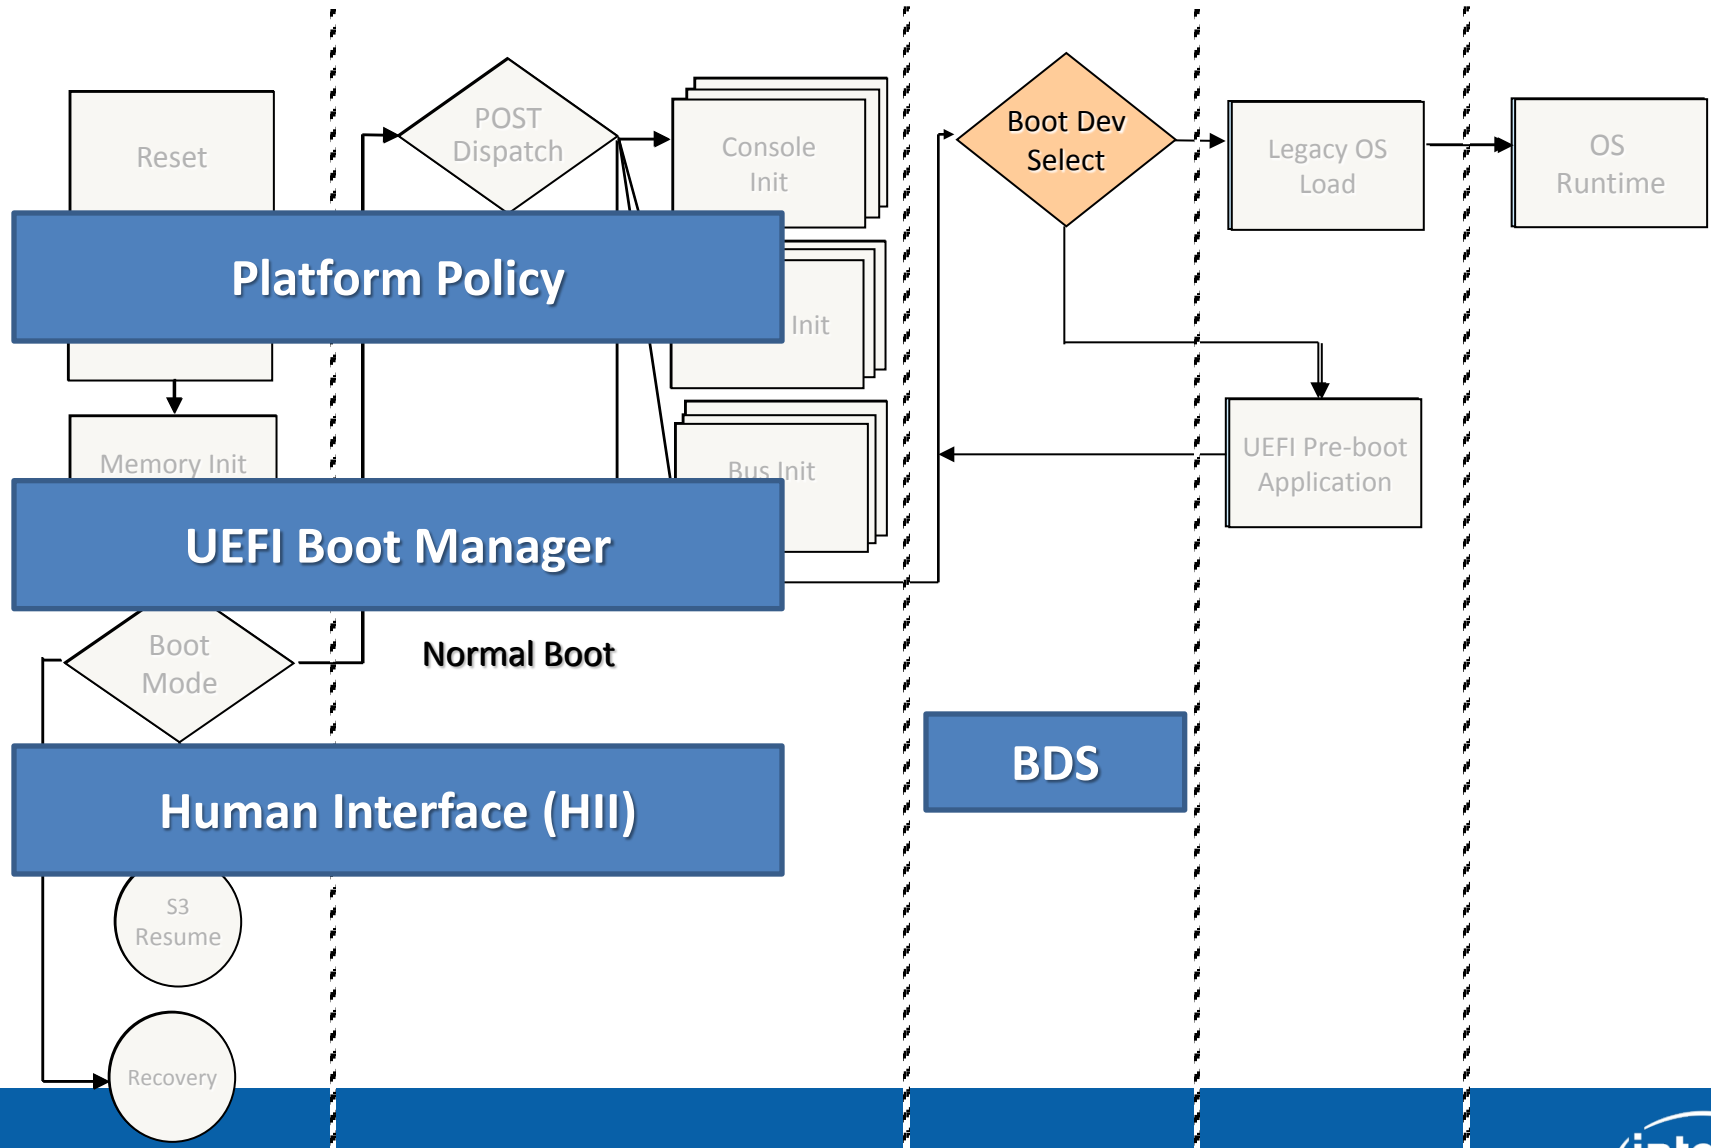 Reset
POST
Dispatch
Console
Init
Boot Dev
Select
Legacy OS
Load
OS
Runtime
Platform Policy
Init
Memory Init
Bus Init
UEFI Pre-boot
Application
UEFI Boot Manager
Boot
Mode
Normal Boot
BDS
Human Interface (HII)
S3
Resume
Recovery